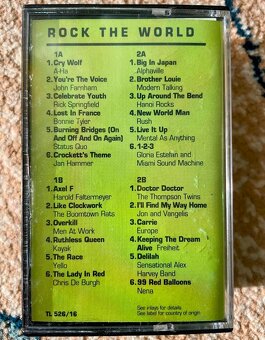 ROCK THE WORLD
1A
1.Cry Wolf
A-Ha
2.You're The Voice
John Farnham
3.Celebrate Youth
Rick Springfield
4.Lost In France
Bonnie Tyler
5.Burning Bridges (On
And Off And On Again)
Status Quo
6.Crockett's Theme
Jan Hammer
2A
1.Big In Japan
Alphaville
2.Brother Louie
Modern Talking
3.Up Around The Bend
Hanoi Rocks
4.New World Man
Rush
5.Live It Up
Mental As Anything
6.1-2-3
Gloria Estefan and
Miami Sound Machine
1B
1.Axel F
Harold Faltermeyer
2.Like Clockwork
The Boomtown Rats
3.Overkill
Men At Work
4.Ruthless Queen
Kayak
5.The Race
Yello
6.The Lady In Red
Chris De Burgh
2B
1.Doctor Doctor
The Thompson Twins
2.I'll Find My Way Home
Jon and Vangelis
3.Carrie
Europe
4.Keeping The Dream
Alive Freiheit
5.Delilah
Sensational Alex
Harvey Band
6.99 Red Balloons
Nena
TL 526/16
See inlays for details
See label for country of origin